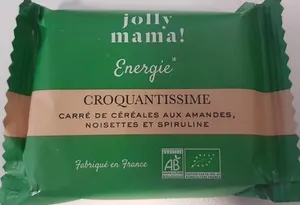 jolly
mama!
Energie*
CROQUANTISSIME
CARRÉ DE CÉRÉALES AUX AMANDES,
NOISETTES ET SPIRULINE
Fabriqué en France
AB